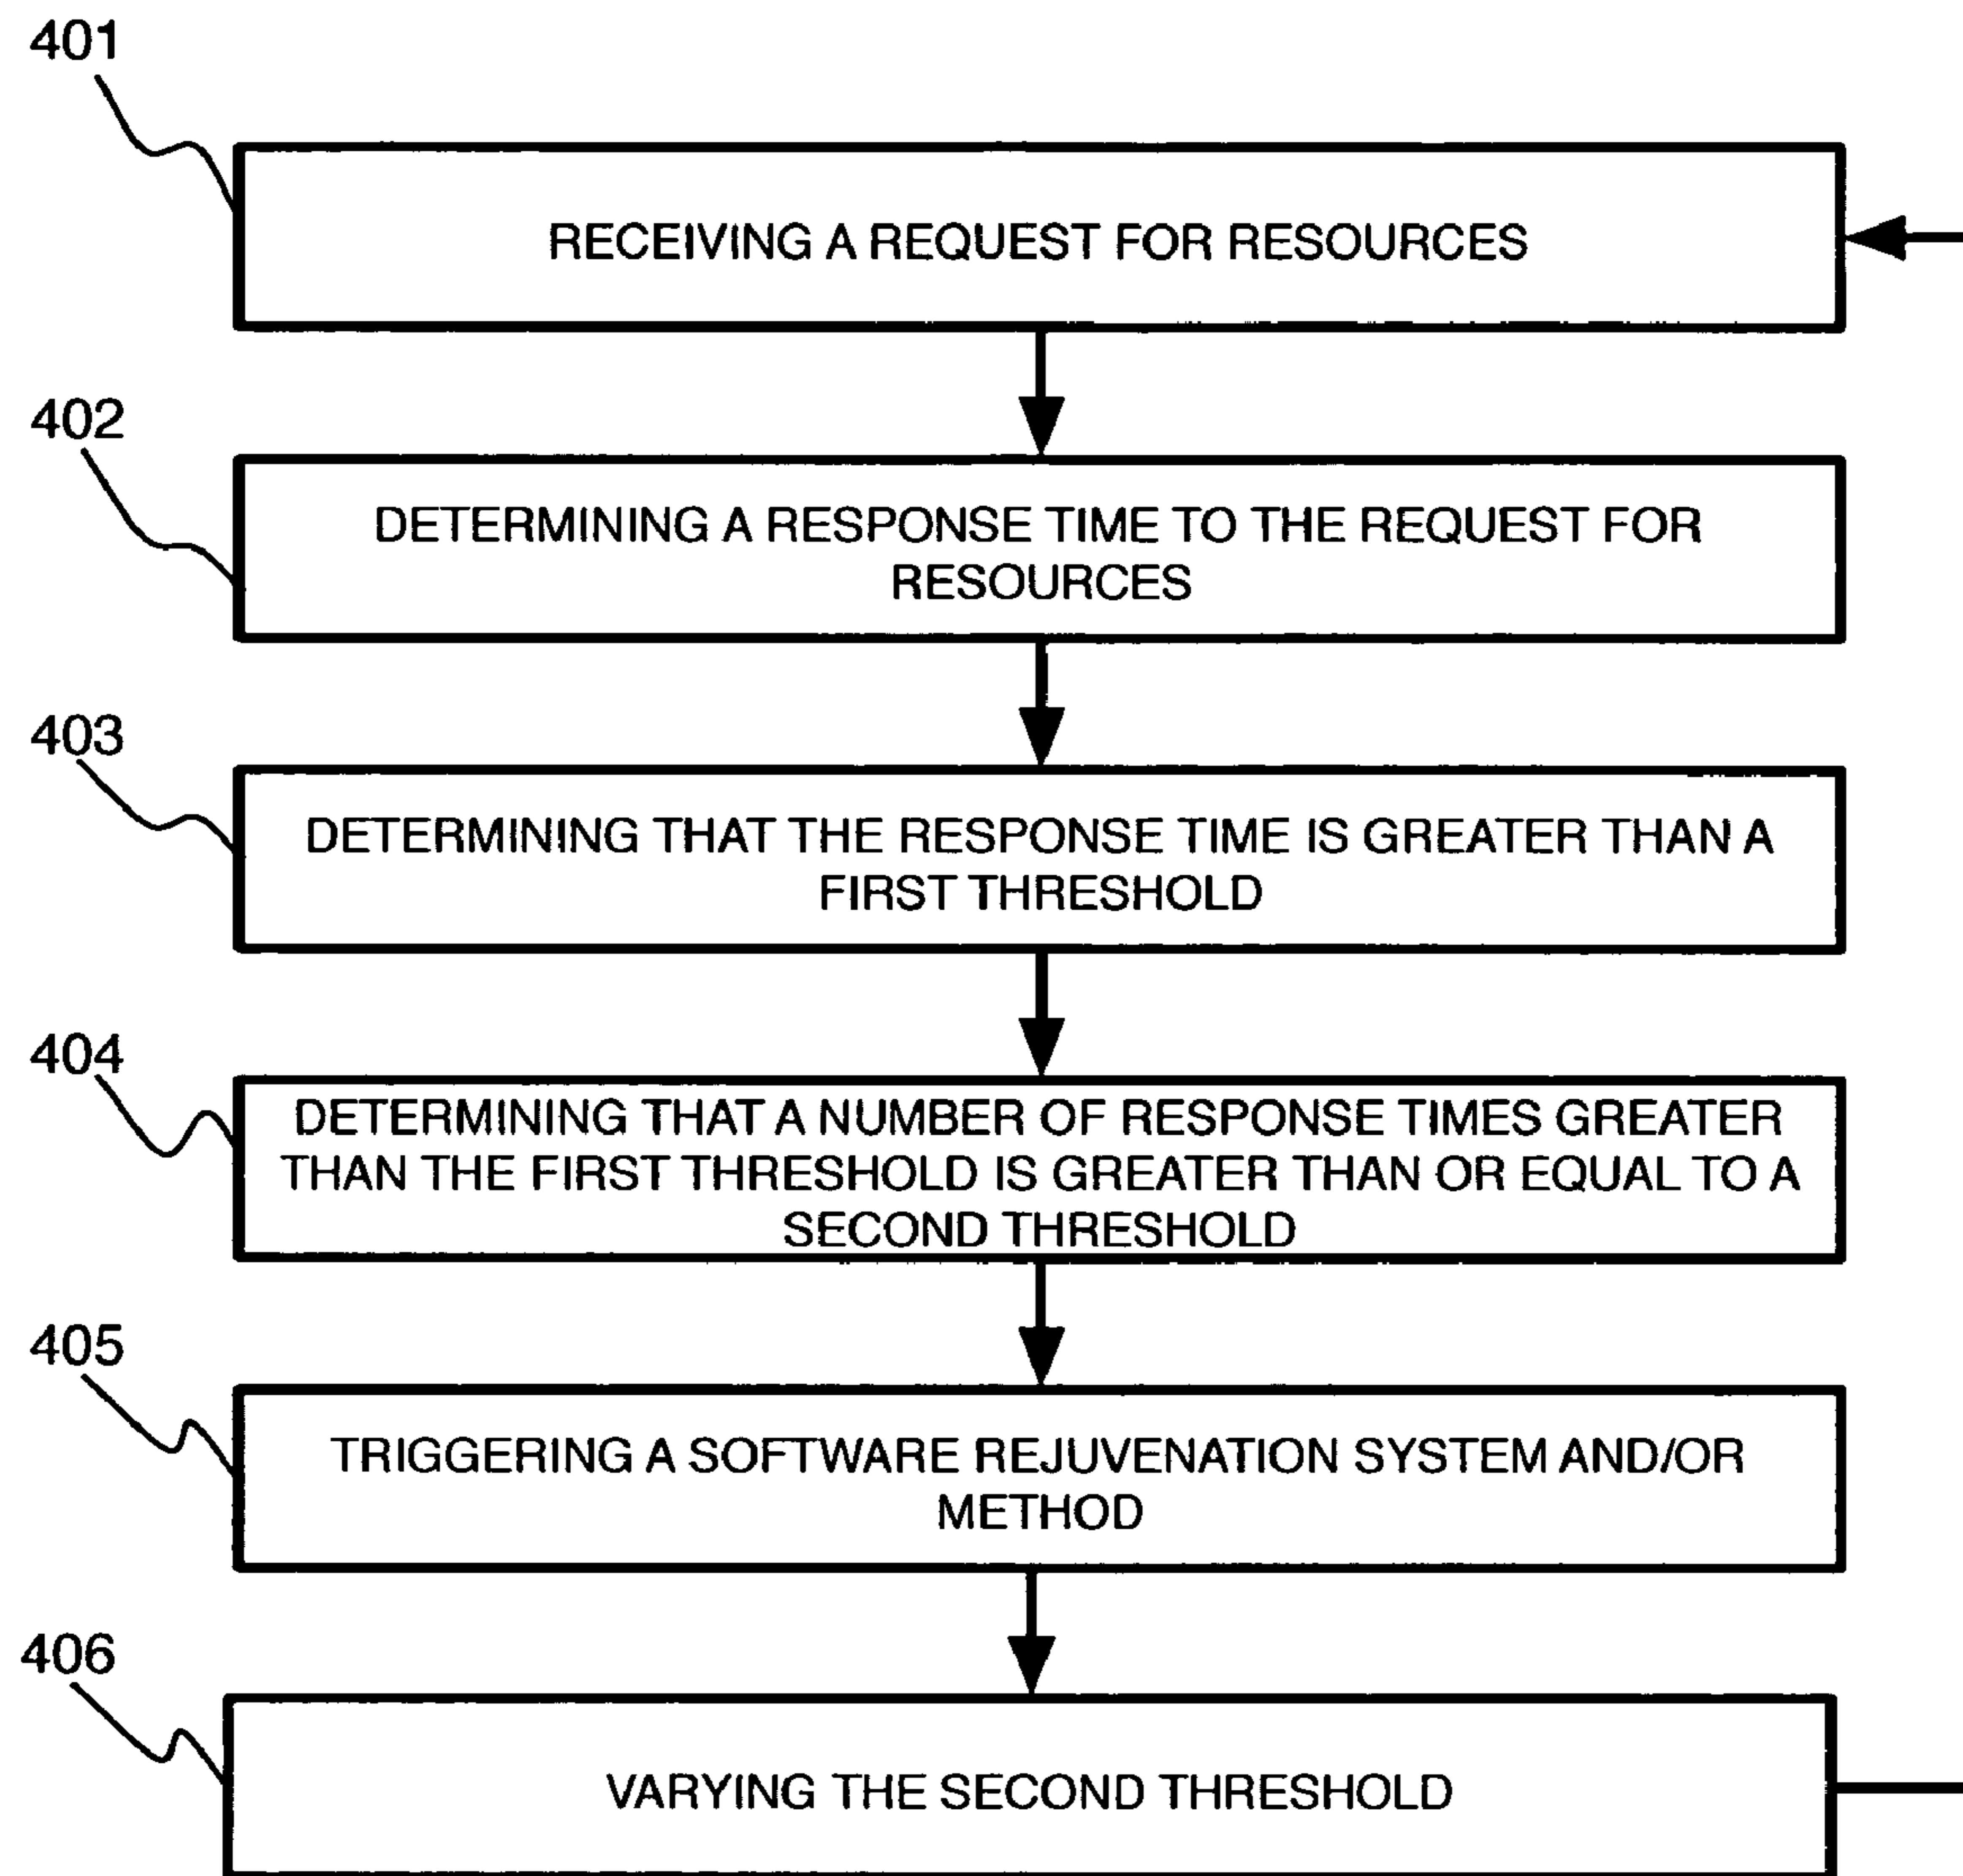 401
RECEIVING A REQUEST FOR RESOURCES
402
DETERMINING A RESPONSE TIME TO THE REQUEST FOR
RESOURCES
403
DETERMINING THAT THE RESPONSE TIME IS GREATER THAN A
FIRST THRESHOLD
404
DETERMINING THAT A NUMBER OF RESPONSE TIMES GREATER
THAN THE FIRST THRESHOLD IS GREATER THAN OR EQUAL TO A
SECOND THRESHOLD
405
TRIGGERING A SOFTWARE REJUVENATION SYSTEM AND/OR
METHOD
406
VARYING THE SECOND THRESHOLD